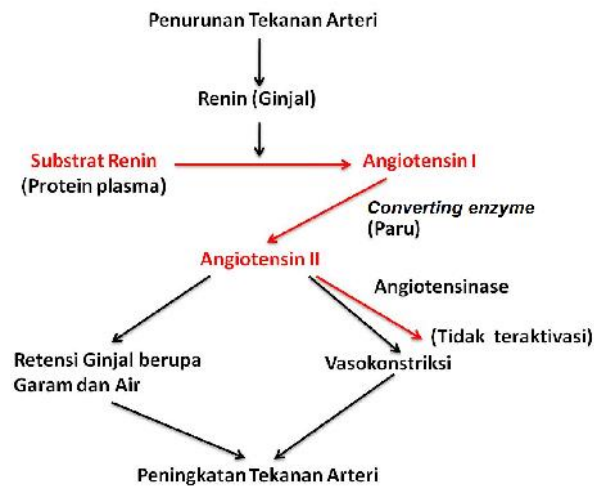 Penurunan Tekanan Arteri
Renin (Ginjal)
Substrat Renin
(Protein plasma)
Angiotensin I
Converting enzyme
(Paru)
Angiotensin II
Angiotensinase
(Tidak teraktivasi)
Retensi Ginjal berupa
Garam dan Air
Vasokonstriksi
Peningkatan Tekanan Arteri